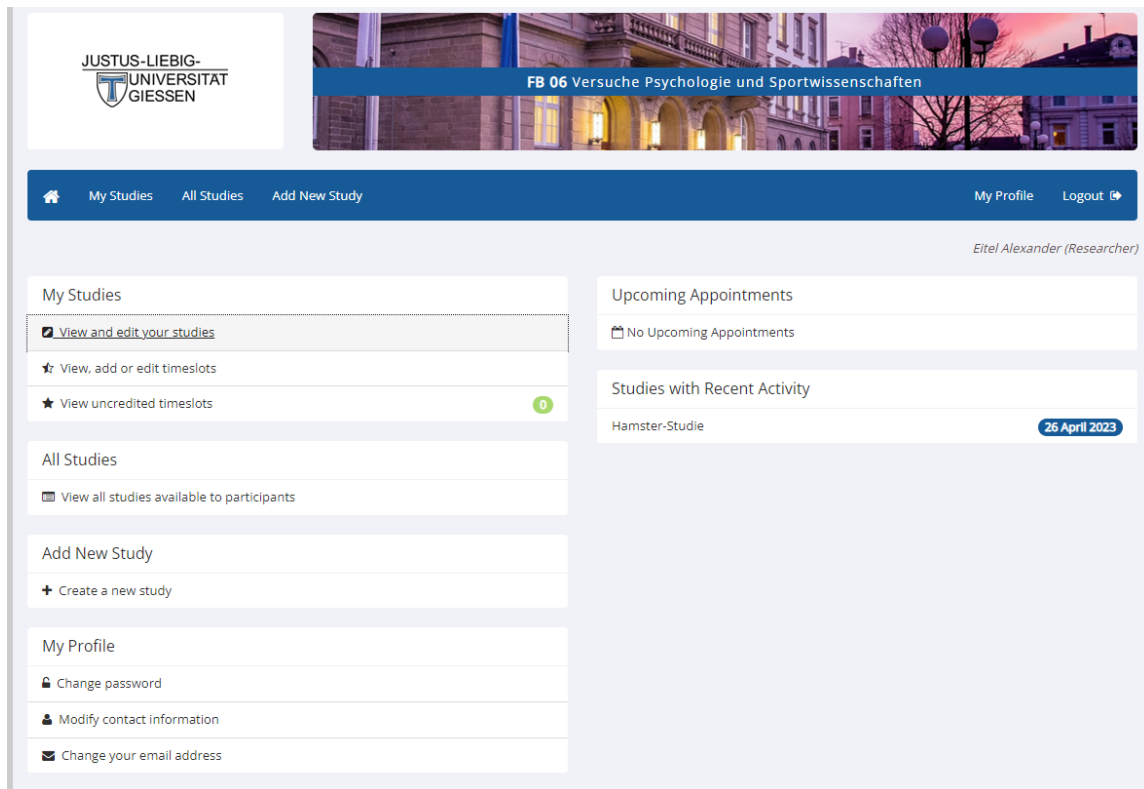 JUSTUS-LIEBIG-
UNIVERSITÄT
GIESSEN
FB 06 Versuche Psychologie und Sportwissenschaften
My Studies All Studies Add New Study My Profile Logout
Eitel Alexander (Researcher)
My Studies
View and edit your studies
View, add or edit timeslots
View uncredited timeslots 0
All Studies
View all studies available to participants
Add New Study
Create a new study
My Profile
Change password
Modify contact information
Change your email address
Upcoming Appointments
No Upcoming Appointments
Studies with Recent Activity
Hamster-Studie 26 April 2023